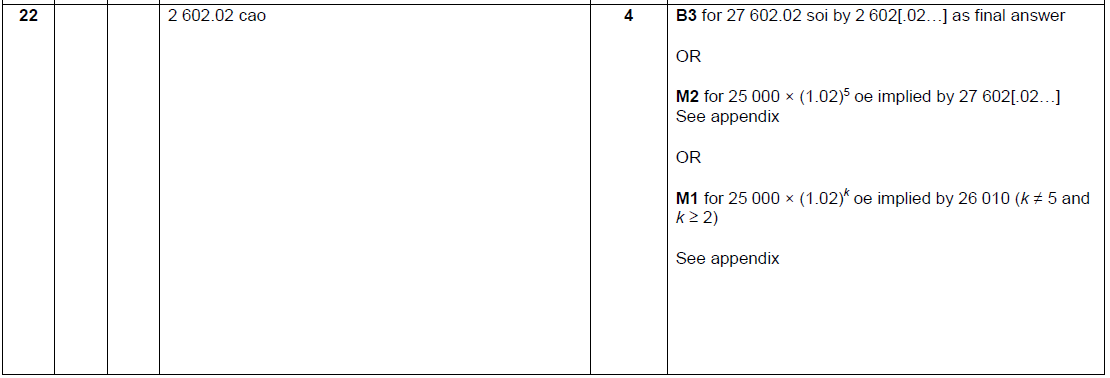 22 2 602.02 cao 4 B3 for 27 602.02 soi by 2 602[.02…] as final answer
OR
M2 for 25 000 × (1.02)⁵ oe implied by 27 602[.02…]
See appendix
OR
M1 for 25 000 × (1.02)ᵏ oe implied by 26 010 (k ≠ 5 and
k ≥ 2)
See appendix